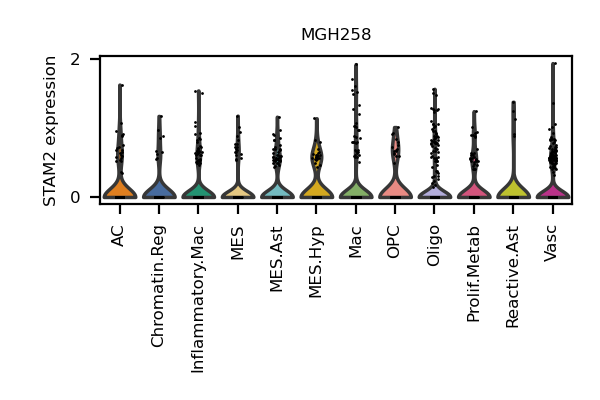 MGH258
STAM2 expression
2
0
AC
Chromatin.Reg
Inflammatory.Mac
MES
MES.Ast
MES.Hyp
Mac
OPC
Oligo
Prolif.Metab
Reactive.Ast
Vasc